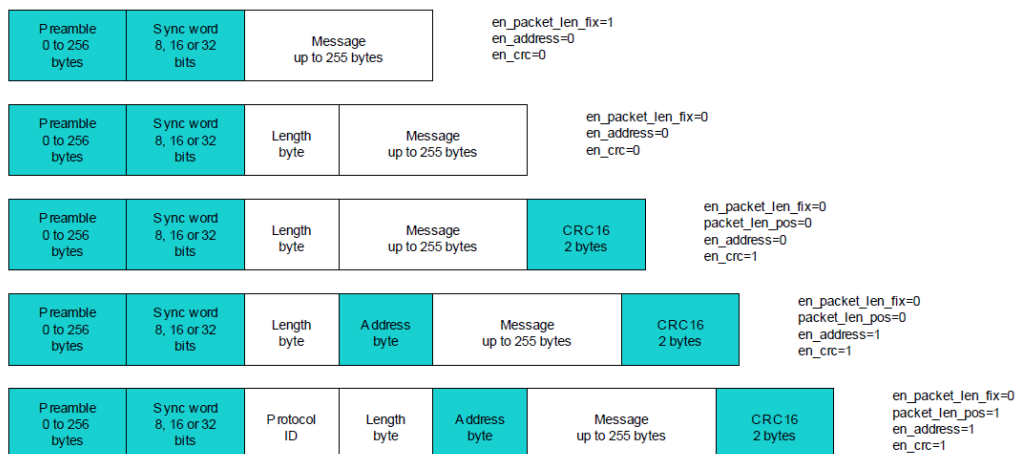 Preamble
0 to 256
bytes
Sync word
8, 16 or 32
bits
Message
up to 255 bytes
en_packet_len_fix=1
en_address=0
en_crc=0
Preamble
0 to 256
bytes
Sync word
8, 16 or 32
bits
Length
byte
Message
up to 255 bytes
en_packet_len_fix=0
en_address=0
en_crc=0
Preamble
0 to 256
bytes
Sync word
8, 16 or 32
bits
Length
byte
Message
up to 255 bytes
CRC16
2 bytes
en_packet_len_fix=0
packet_len_pos=0
en_address=0
en_crc=1
Preamble
0 to 256
bytes
Sync word
8, 16 or 32
bits
Length
byte
Address
byte
Message
up to 255 bytes
CRC16
2 bytes
en_packet_len_fix=0
packet_len_pos=0
en_address=1
en_crc=1
Preamble
0 to 256
bytes
Sync word
8, 16 or 32
bits
Protocol
ID
Length
byte
Address
byte
Message
up to 255 bytes
CRC16
2 bytes
en_packet_len_fix=0
packet_len_pos=1
en_address=1
en_crc=1